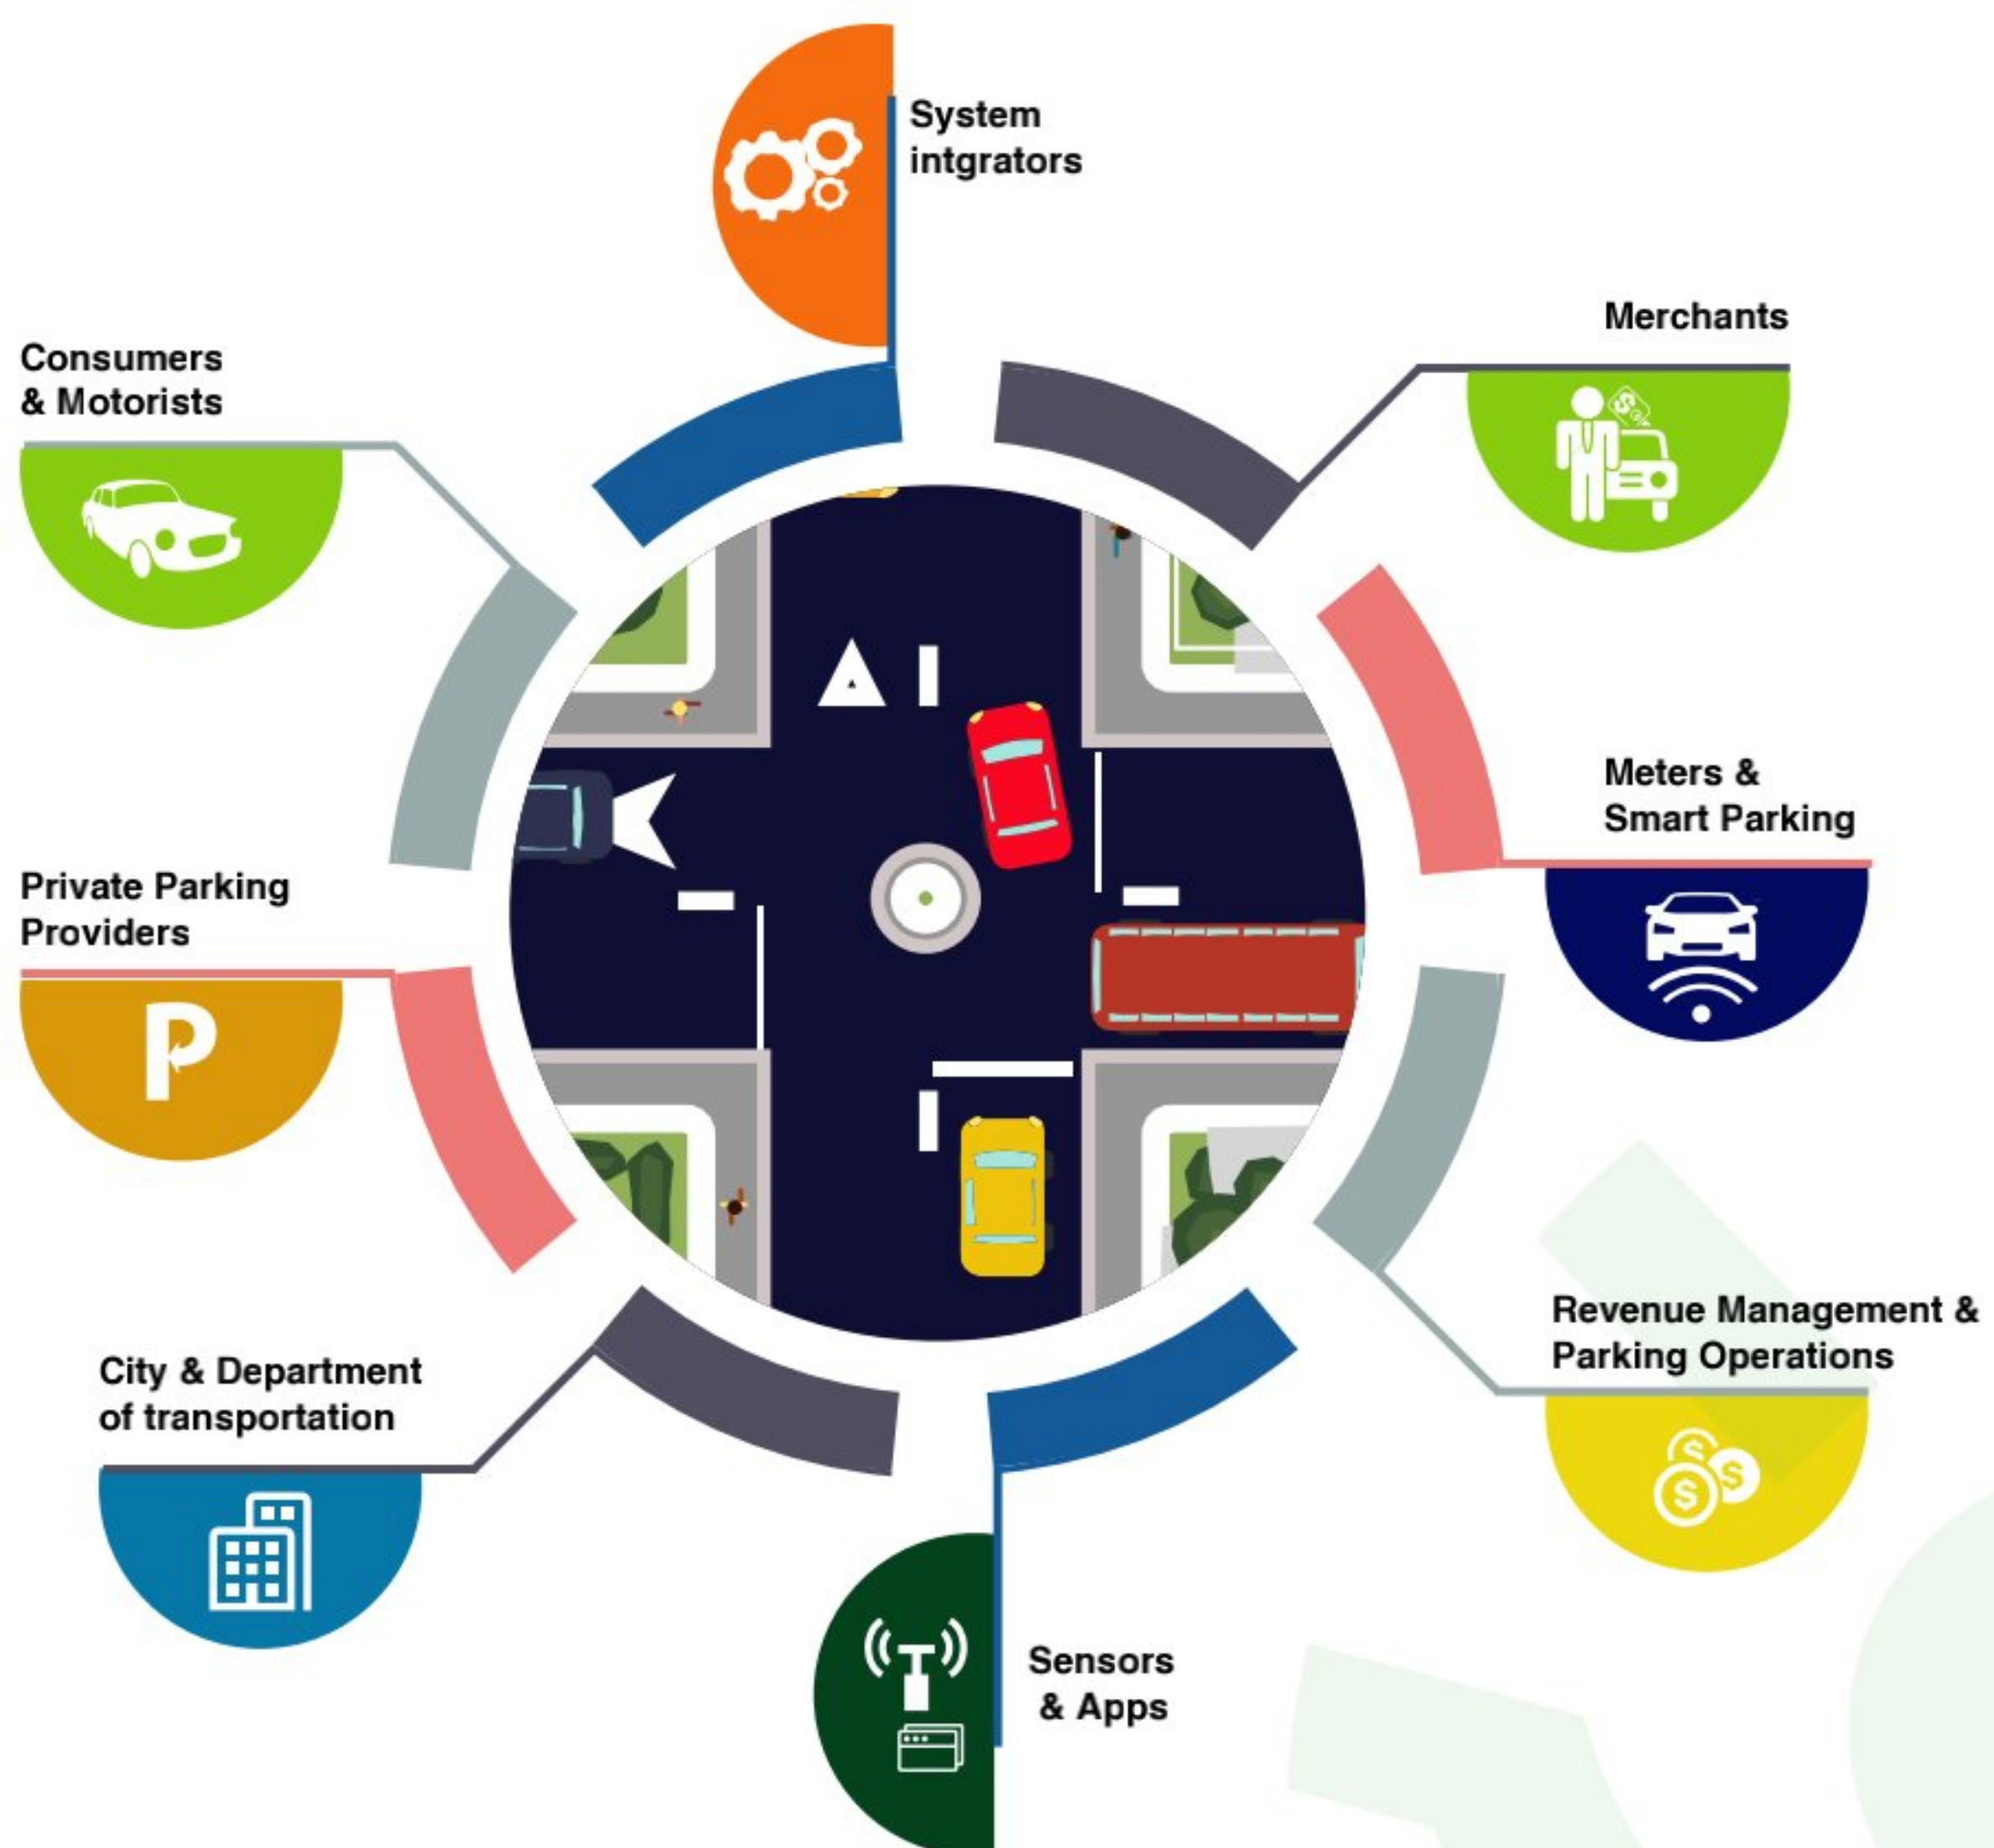 System
intgrators
Merchants
Consumers
& Motorists
Meters &
Smart Parking
Private Parking
Providers
P
Revenue Management &
Parking Operations
$
$
$
$
City & Department
of transportation
Sensors
& Apps